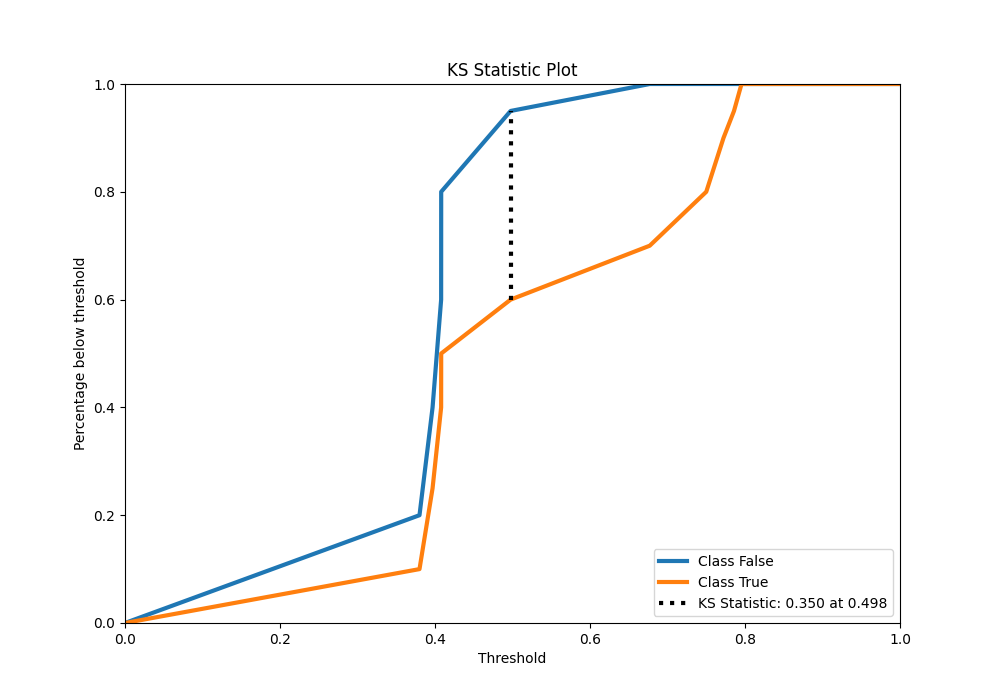 KS Statistic Plot
1.0
0.8
0.6
0.4
0.2
0.0
Percentage below threshold
0.0 0.2 0.4 0.6 0.8 1.0
Threshold
Class False
Class True
KS Statistic: 0.350 at 0.498